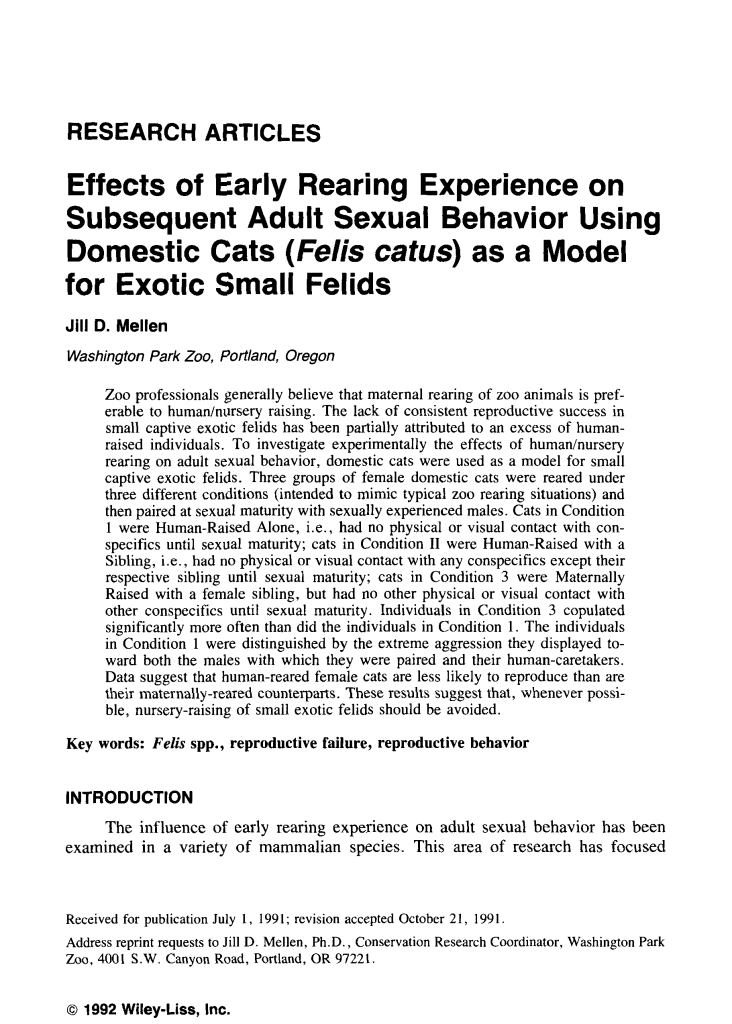 RESEARCH ARTICLES
Effects of Early Rearing Experience on
Subsequent Adult Sexual Behavior Using
Domestic Cats (Felis catus) as a Model
for Exotic Small Felids
Jill D. Mellen
Washington Park Zoo, Portland, Oregon
Zoo professionals generally believe that maternal rearing of zoo animals is pref-
erable to human/nursery raising. The lack of consistent reproductive success in
small captive exotic felids has been partially attributed to an excess of human-
raised individuals. To investigate experimentally the effects of human/nursery
rearing on adult sexual behavior, domestic cats were used as a model for small
captive exotic felids. Three groups of female domestic cats were reared under
three different conditions (intended to mimic typical zoo rearing situations) and
then paired at sexual maturity with sexually experienced males. Cats in Condition
1 were Human-Raised Alone, i.e., had no physical or visual contact with con-
specifics until sexual maturity; cats in Condition II were Human-Raised with a
Sibling, i.e., had no physical or visual contact with any conspecifics except their
respective sibling until sexual maturity; cats in Condition 3 were Maternally
Raised with a female sibling, but had no other physical or visual contact with
other conspecifics until sexual maturity. Individuals in Condition 3 copulated
significantly more often than did the individuals in Condition 1. The individuals
in Condition 1 were distinguished by the extreme aggression they displayed to-
ward both the males with which they were paired and their human-caretakers.
Data suggest that human-reared female cats are less likely to reproduce than are
their maternally-reared counterparts. These results suggest that, whenever possi-
ble, nursery-raising of small exotic felids should be avoided.
Key words: Felis spp., reproductive failure, reproductive behavior
INTRODUCTION
The influence of early rearing experience on adult sexual behavior has been
examined in a variety of mammalian species. This area of research has focused
Received for publication July 1, 1991; revision accepted October 21, 1991.
Address reprint requests to Jill D. Mellen, Ph.D., Conservation Research Coordinator, Washington Park
Zoo, 4001 S.W. Canyon Road, Portland, OR 97221.
© 1992 Wiley-Liss, Inc.